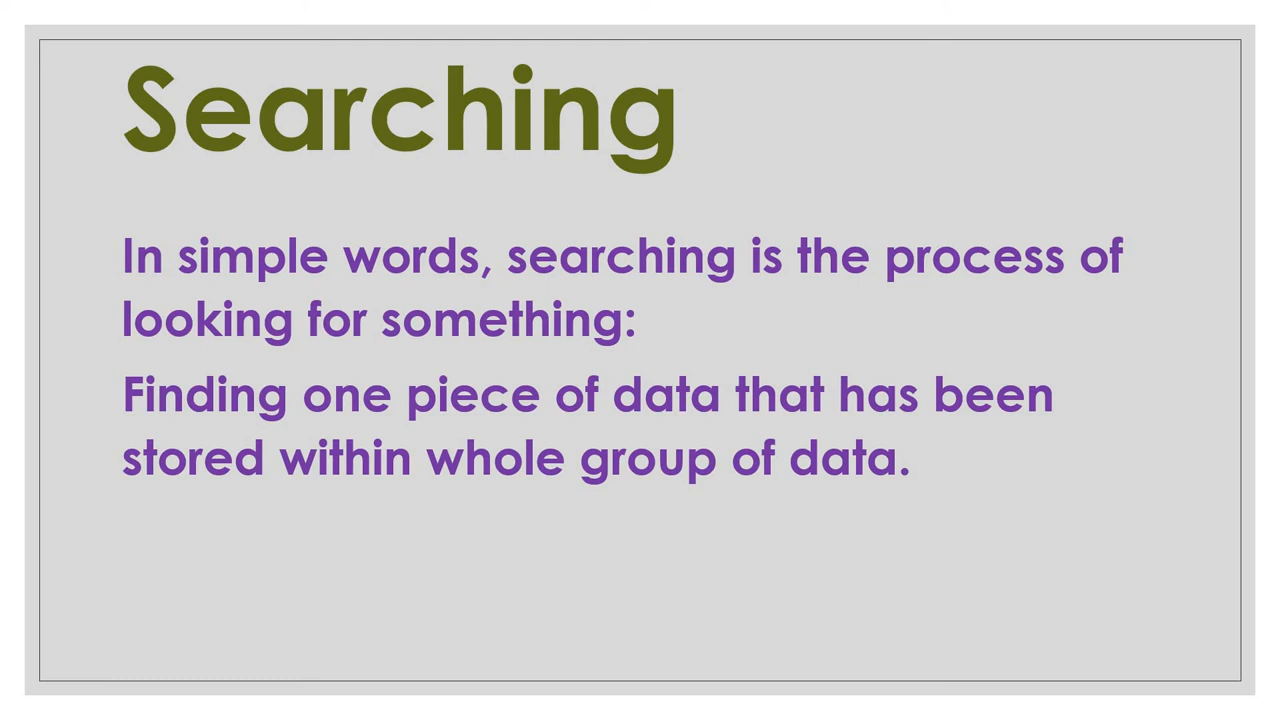 Searching
In simple words, searching is the process of
looking for something:
Finding one piece of data that has been
stored within whole group of data.